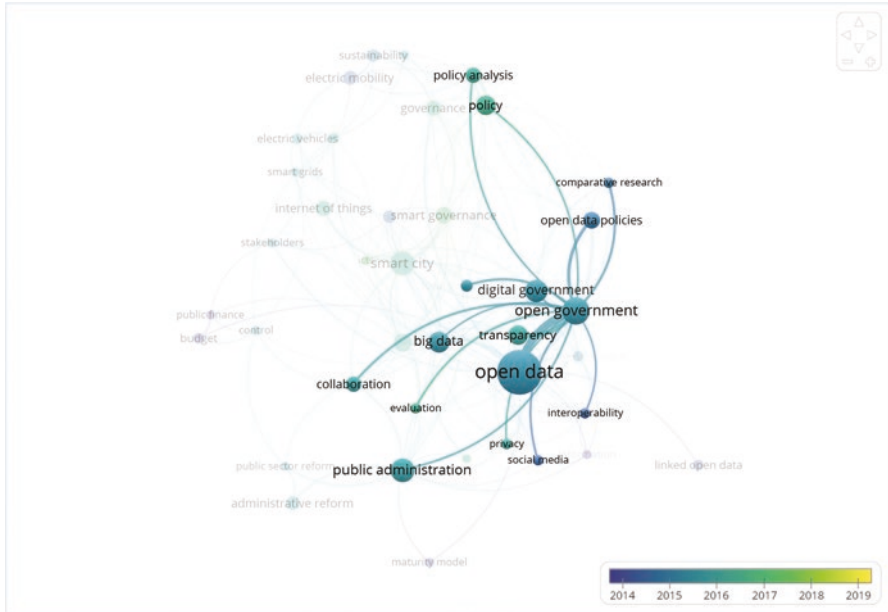 sustainability
policy analysis
electric mobility
policy
governance
electric vehicles
smart grids
comparative research
internet of things
smart governance
open data policies
stakeholders
smart city
digital government
open government
public finance
control
transparency
budget
big data
open data
collaboration
evaluation
interoperability
privacy
social media
public sector reform
public administration
linked open data
administrative reform
maturity model
2014 2015 2016 2017 2018 2019